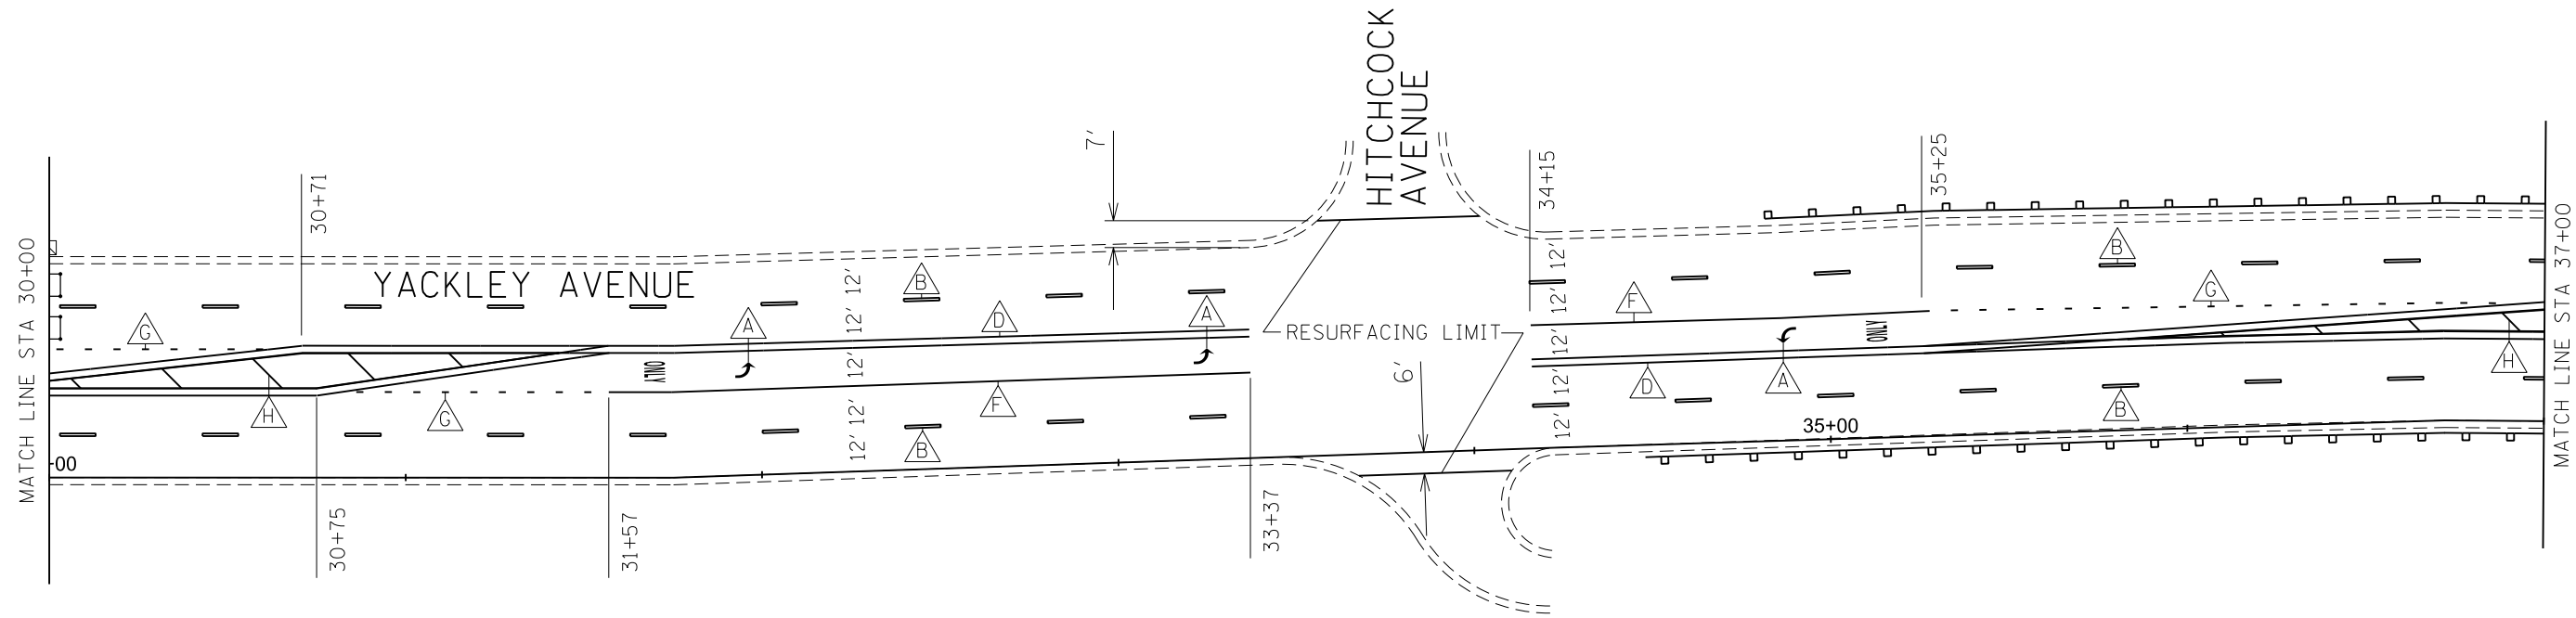 HITCHCOCK
AVENUE
7'
30+71
34+15
35+25
MATCH LINE STA 30+00
YACKLEY AVENUE
12' 12' 12' 12'
12' 12'
12' 12' 12' 12'
12' 12'
MATCH LINE STA 37+00
B
B
G
F
G
A
D
A
ONLY
RESURFACING LIMIT
ONLY
H
G
F
6'
D
A
H
B
B
35+00
-00
30+75
31+57
33+37